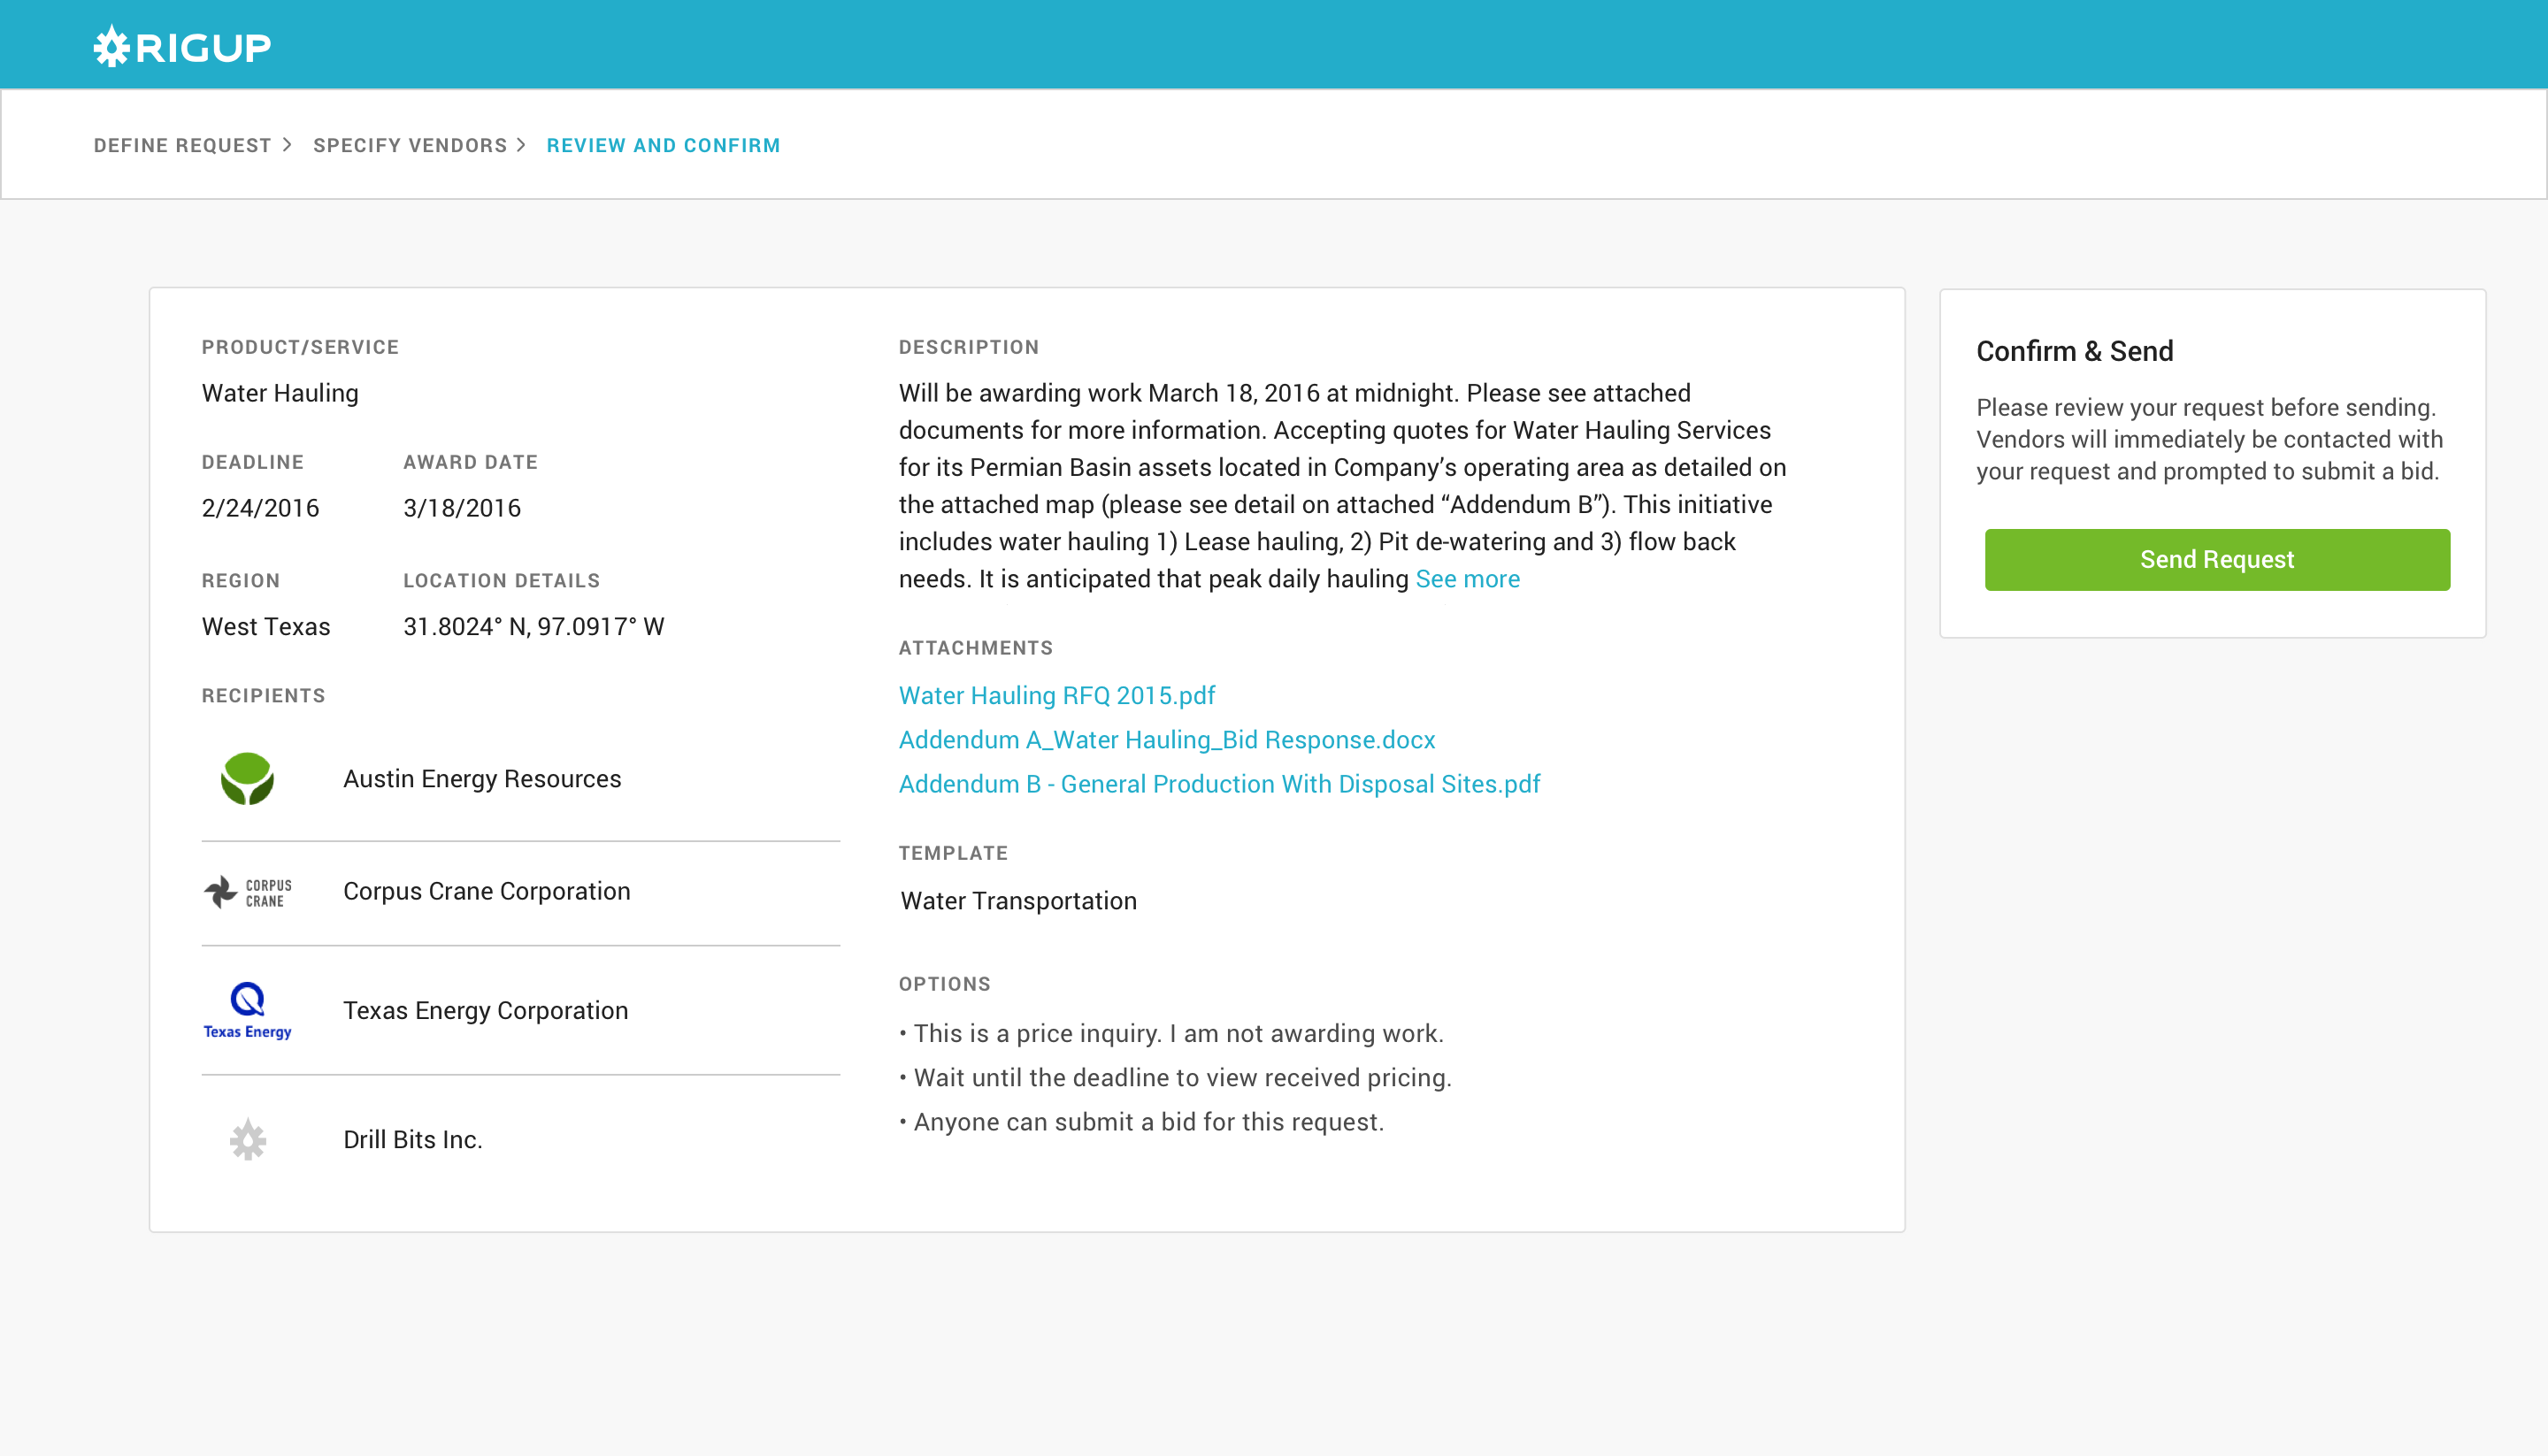 RIGUP
DEFINE REQUEST > SPECIFY VENDORS > REVIEW AND CONFIRM
PRODUCT/SERVICE
Water Hauling
DEADLINE AWARD DATE
2/24/2016 3/18/2016
REGION LOCATION DETAILS
West Texas 31.8024° N, 97.0917° W
RECIPIENTS
Austin Energy Resources
CORPUS
CRANE
Corpus Crane Corporation
Texas Energy
Texas Energy Corporation
Drill Bits Inc.
DESCRIPTION
Will be awarding work March 18, 2016 at midnight. Please see attached
documents for more information. Accepting quotes for Water Hauling Services
for its Permian Basin assets located in Company’s operating area as detailed on
the attached map (please see detail on attached “Addendum B”). This initiative
includes water hauling 1) Lease hauling, 2) Pit de-watering and 3) flow back
needs. It is anticipated that peak daily hauling See more
ATTACHMENTS
Water Hauling RFQ 2015.pdf
Addendum A_Water Hauling_Bid Response.docx
Addendum B - General Production With Disposal Sites.pdf
TEMPLATE
Water Transportation
OPTIONS
• This is a price inquiry. I am not awarding work.
• Wait until the deadline to view received pricing.
• Anyone can submit a bid for this request.
Confirm & Send
Please review your request before sending.
Vendors will immediately be contacted with
your request and prompted to submit a bid.
Send Request